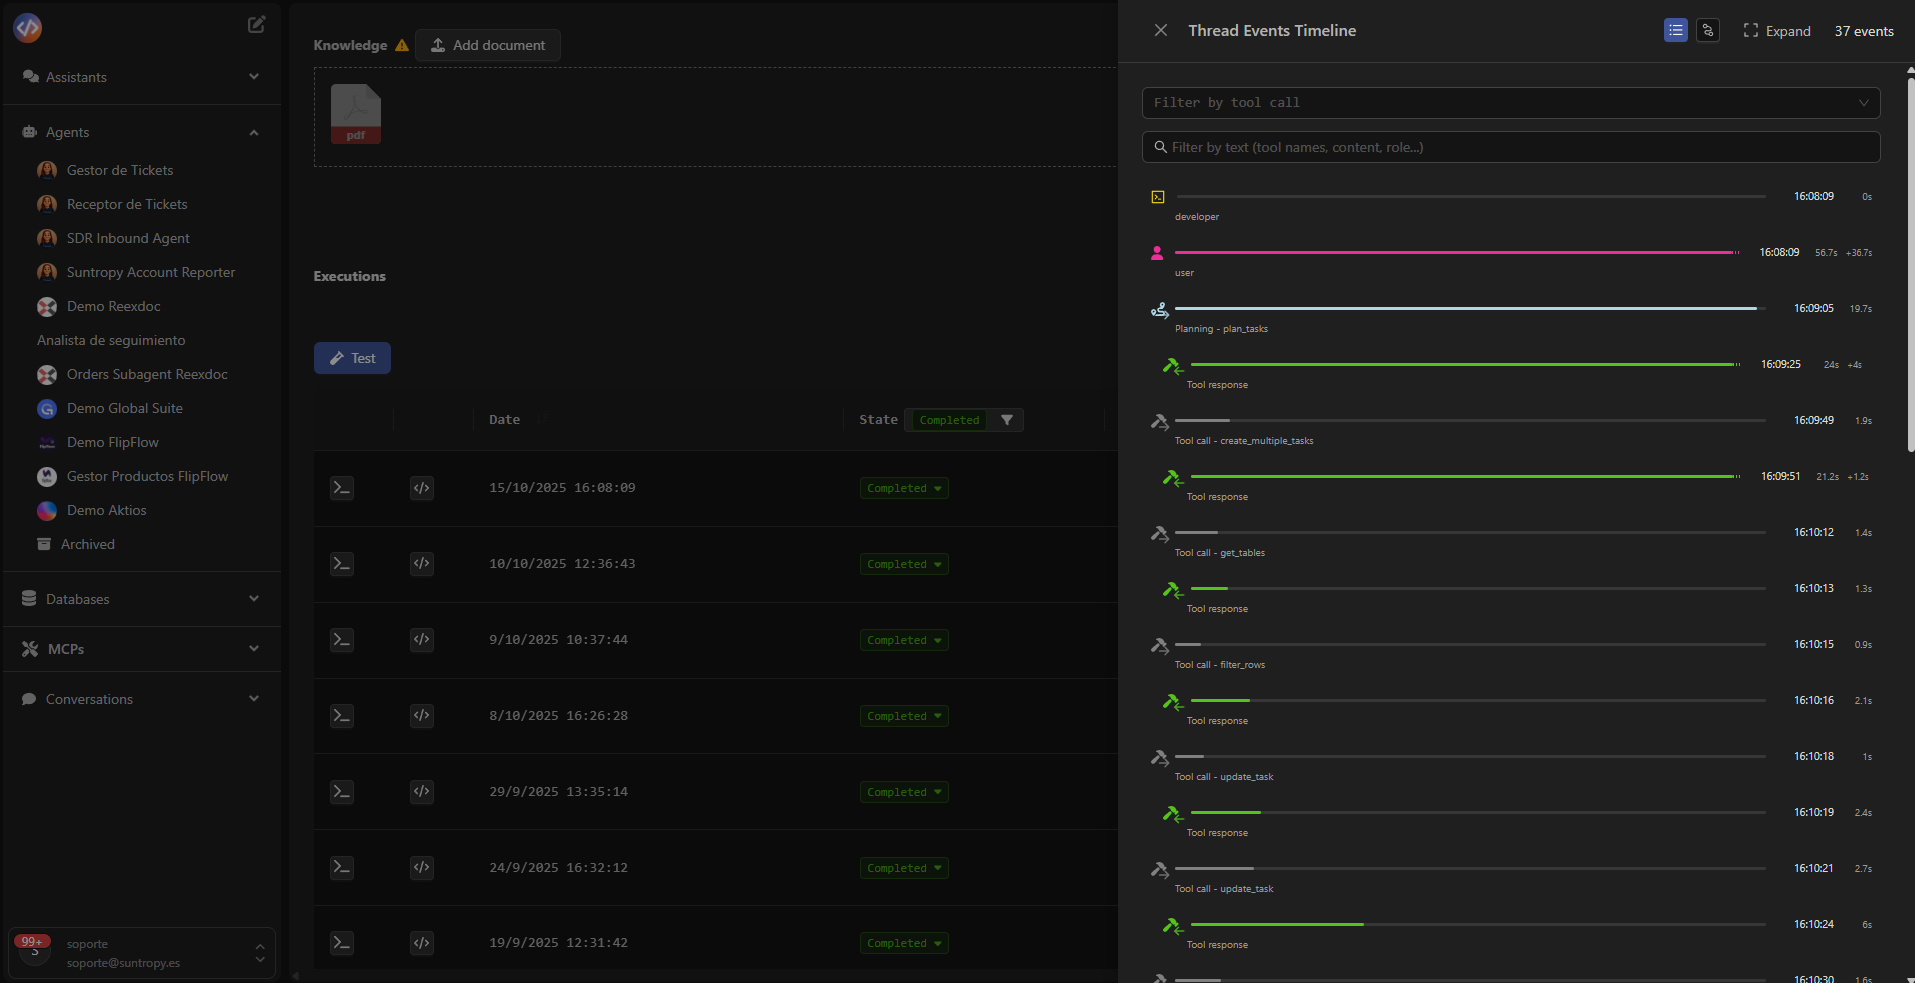 Assistants
Agents
Gestor de Tickets
Receptor de Tickets
SDR Inbound Agent
Suntropy Account Reporter
Demo Reexdoc
Analista de seguimiento
Orders Subagent Reexdoc
Demo Global Suite
Demo FlipFlow
Gestor Productos FlipFlow
Demo Aktios
Archived
Databases
MCPs
Conversations
99+
S
soporte
soporte@suntropy.es
Knowledge
Add document
pdf
Executions
Test
Date
State Completed
15/10/2025 16:08:09 Completed
10/10/2025 12:36:43 Completed
9/10/2025 10:37:44 Completed
8/10/2025 16:26:28 Completed
29/9/2025 13:35:14 Completed
24/9/2025 16:32:12 Completed
19/9/2025 12:31:42 Completed
Thread Events Timeline
Expand
37 events
Filter by tool call
Filter by text (tool names, content, role...)
16:08:09 0s
developer
16:08:09 56.7s +36.7s
user
16:09:05 19.7s
Planning - plan_tasks
16:09:25 24s +4s
Tool response
16:09:49 1.9s
Tool call - create_multiple_tasks
16:09:51 21.2s +1.2s
Tool response
16:10:12 1.4s
Tool call - get_tables
16:10:13 1.3s
Tool response
16:10:15 0.9s
Tool call - filter_rows
16:10:16 2.1s
Tool response
16:10:18 1s
Tool call - update_task
16:10:19 2.4s
Tool response
16:10:21 2.7s
Tool call - update_task
16:10:24 6s
Tool response
16:10:30 1.6s